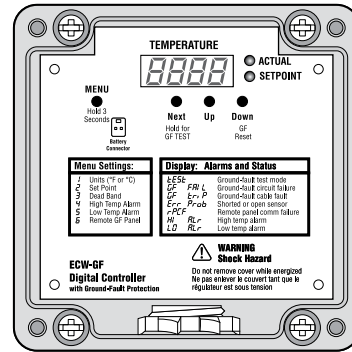 TEMPERATURE
8888
ACTUAL
SETPOINT
MENU
Hold 3
Seconds
Battery
Connector
Next Up Down
Hold for
GF TEST
GF
Reset
Menu Settings:
1 Units (°F or °C)
2 Set Point
3 Dead Band
4 High Temp Alarm
5 Low Temp Alarm
6 Remote GF Panel
Display: Alarms and Status
tESt Ground-fault test mode
GF FAIL Ground-fault circuit failure
GF trip Ground-fault cable fault
Err Prob Shorted or open sensor
rPCF Remote panel comm failure
HI ALr High temp alarm
LO ALr Low temp alarm
WARNING
Shock Hazard
Do not remove cover while energized
Ne pas enlever le couvert tant que le
régulateur est sous tension
ECW-GF
Digital Controller
with Ground-Fault Protection